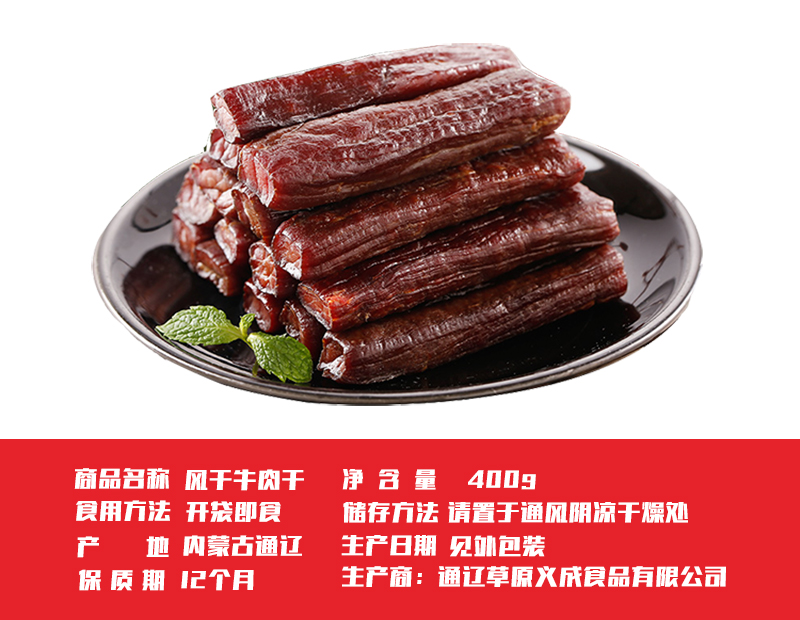 商品名称 风干牛肉干 净含量 400g
食用方法 开袋即食 储存方法 请置于通风阴凉干燥处
产地 内蒙古通辽 生产日期 见外包装
保质期 12个月 生产商：通辽草原义成食品有限公司